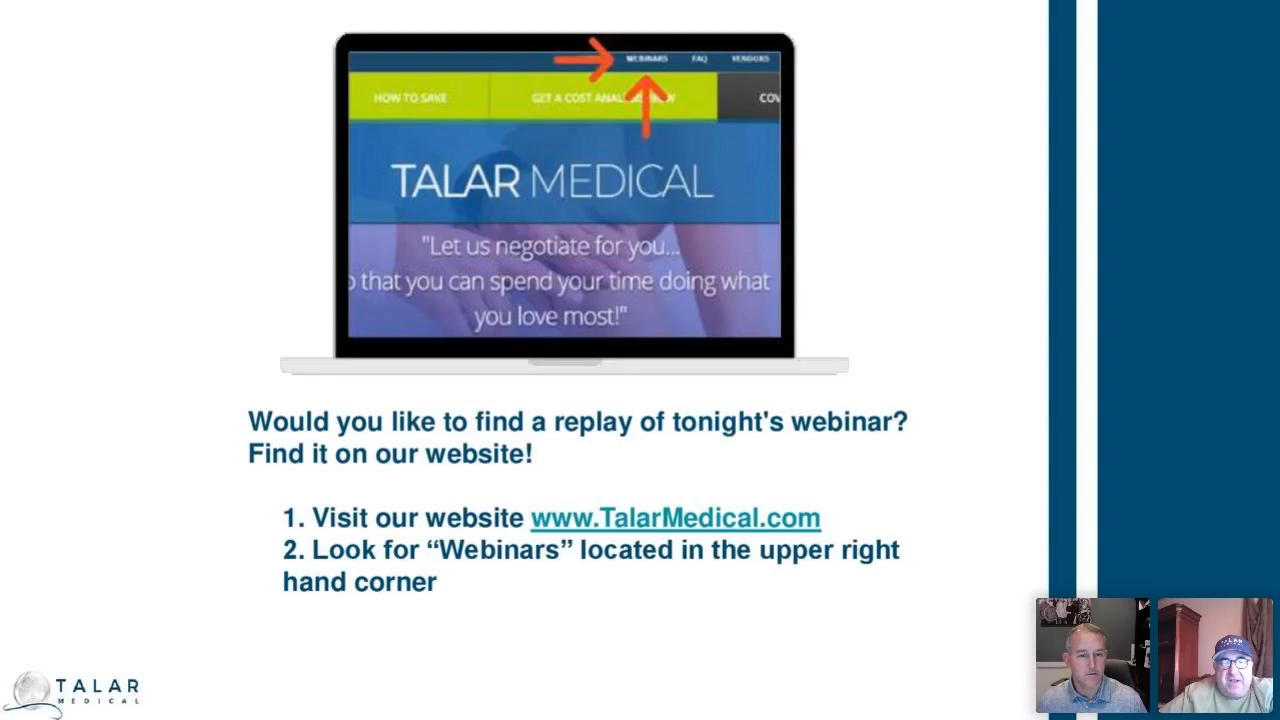 WEBINARS FAQ VENDORS
HOW TO SAVE GET A COST
TALAR MEDICAL
"Let us negotiate for you...
that you can spend your time doing what
you love most!"
Would you like to find a replay of tonight's webinar?
Find it on our website!
1. Visit our website www.TalarMedical.com
2. Look for “Webinars” located in the upper right
hand corner
TALAR
MEDICAL
TALAR